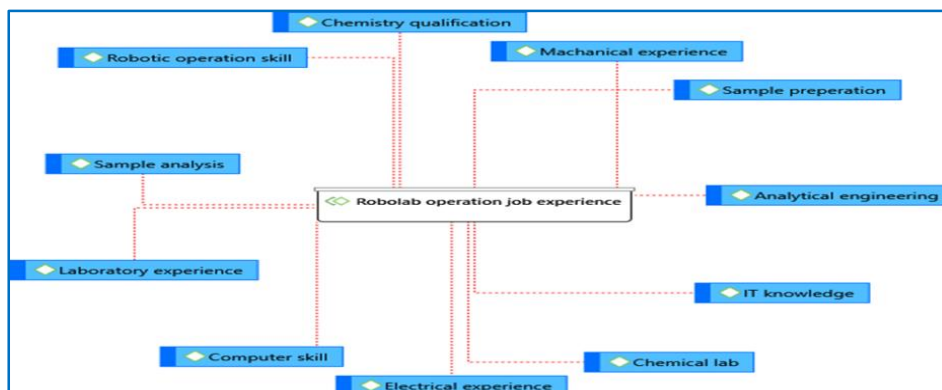 Chemistry qualification
Machanical experience
Robotic operation skill
Sample preperation
Sample analysis
Analytical engineering
Robolab operation job experience
Laboratory experience
IT knowledge
Computer skill
Chemical lab
Electrical experience